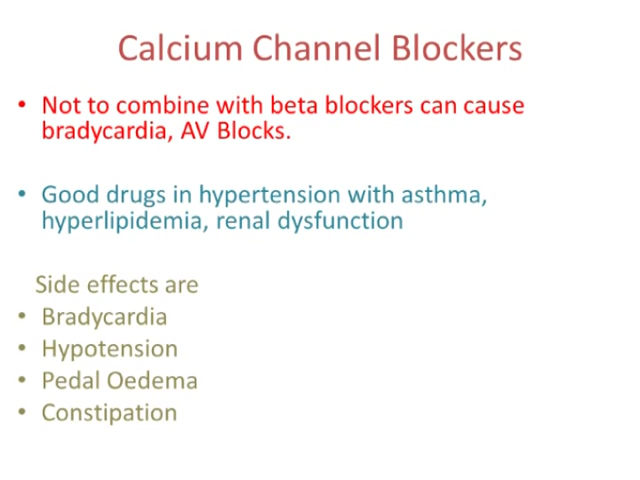 Calcium Channel Blockers
• Not to combine with beta blockers can cause
bradycardia, AV Blocks.
• Good drugs in hypertension with asthma,
hyperlipidemia, renal dysfunction
Side effects are
• Bradycardia
• Hypotension
• Pedal Oedema
• Constipation